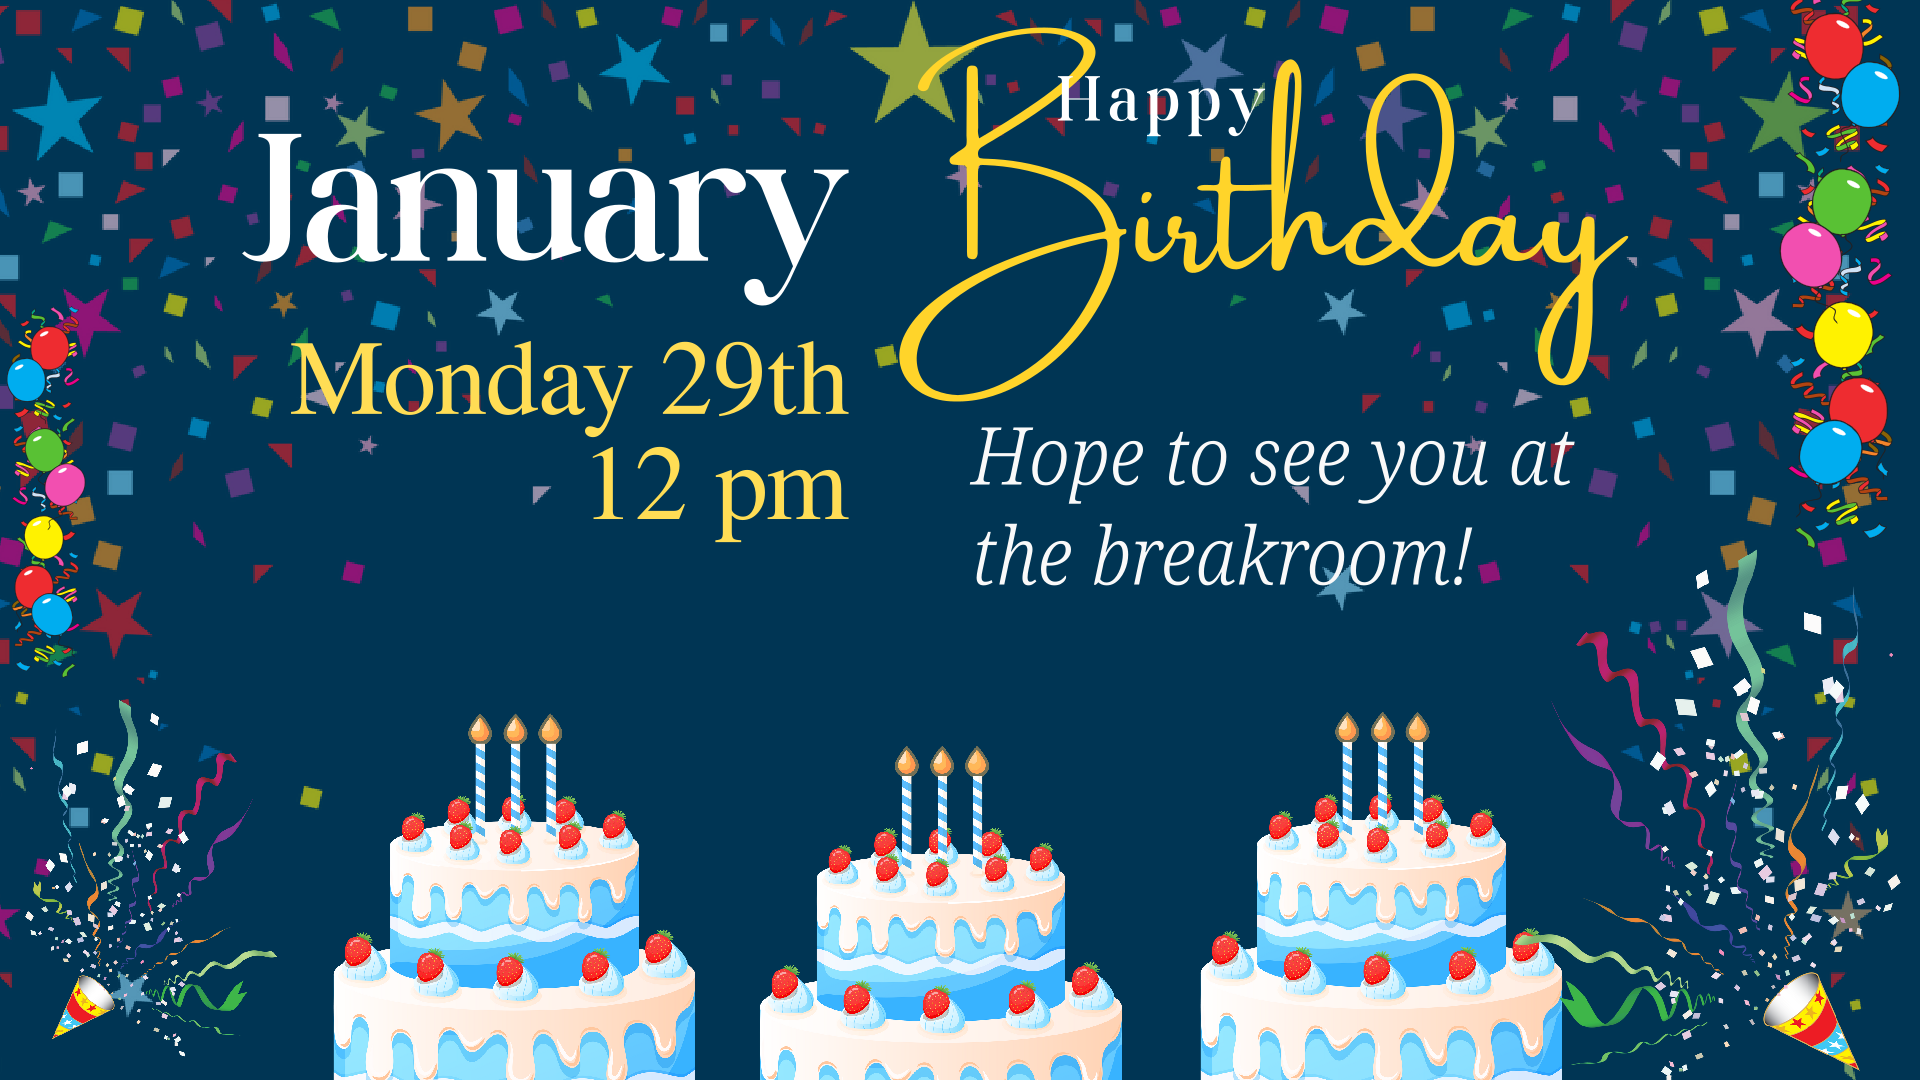 January
Monday 29th
12 pm
Happy
Birthday
Hope to see you at
the breakroom!